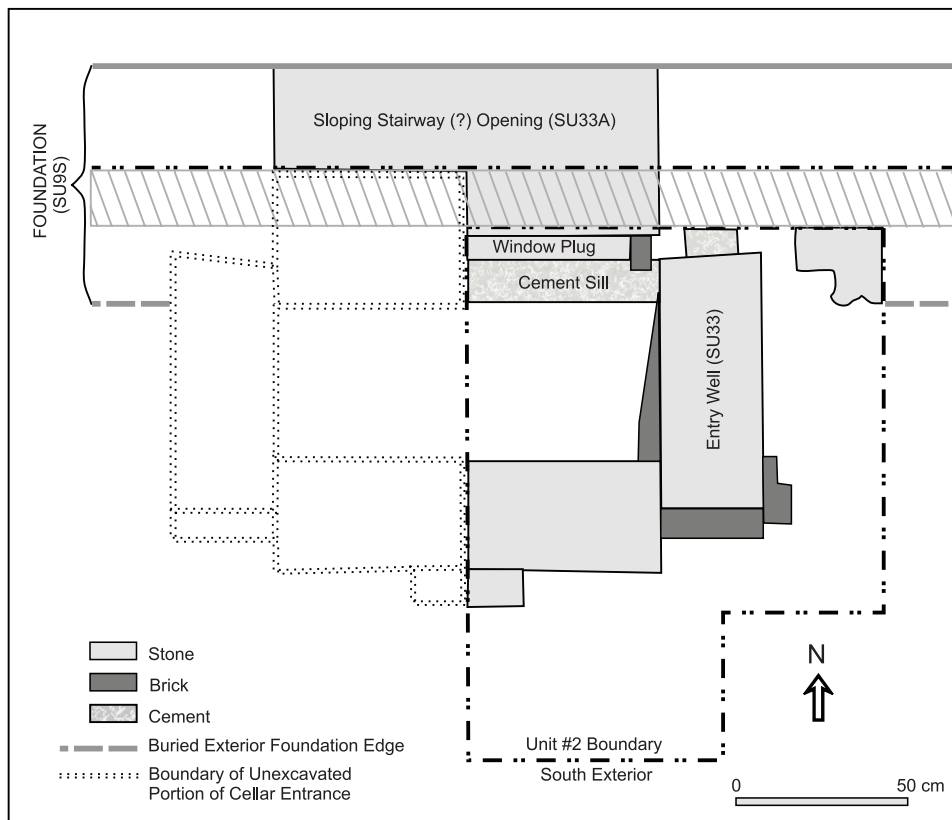 Sloping Stairway (?) Opening (SU33A)
FOUNDATION
(SU9S)
Window Plug
Cement Sill
Entry Well (SU33)
Stone
Brick
Cement
Buried Exterior Foundation Edge
Boundary of Unexcavated
Portion of Cellar Entrance
Unit #2 Boundary
South Exterior
N
0 50 cm